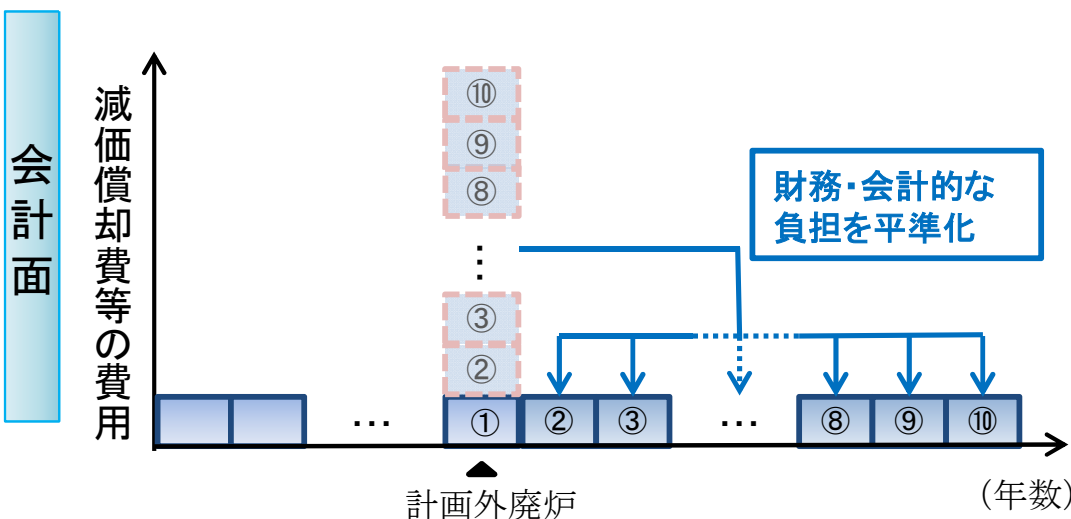 会計面
減価償却費等の費用
⑩
⑨
⑧
⋮
③
②
財務・会計的な
負担を平準化
… ① ② ③ … ⑧ ⑨ ⑩
計画外廃炉
(年数)